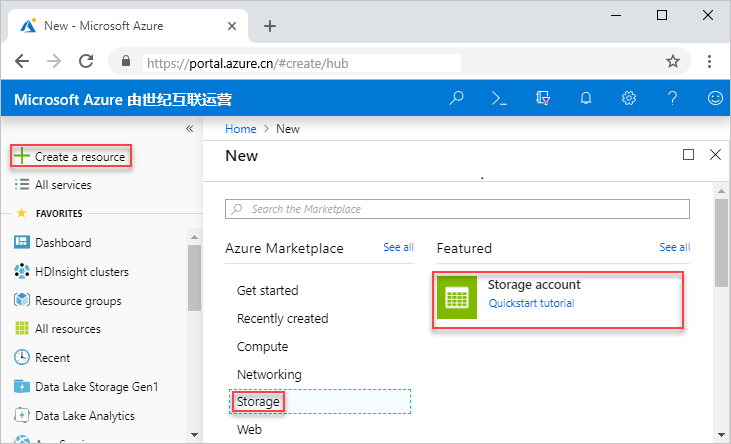 New - Microsoft Azure
https://portal.azure.cn/#create/hub
Microsoft Azure 由世纪互联运营
Create a resource
All services
FAVORITES
Dashboard
HDInsight clusters
Resource groups
All resources
Recent
Data Lake Storage Gen1
Data Lake Analytics
Home > New
New
Search the Marketplace
Azure Marketplace See all
Get started
Recently created
Compute
Networking
Storage
Web
Featured See all
Storage account
Quickstart tutorial